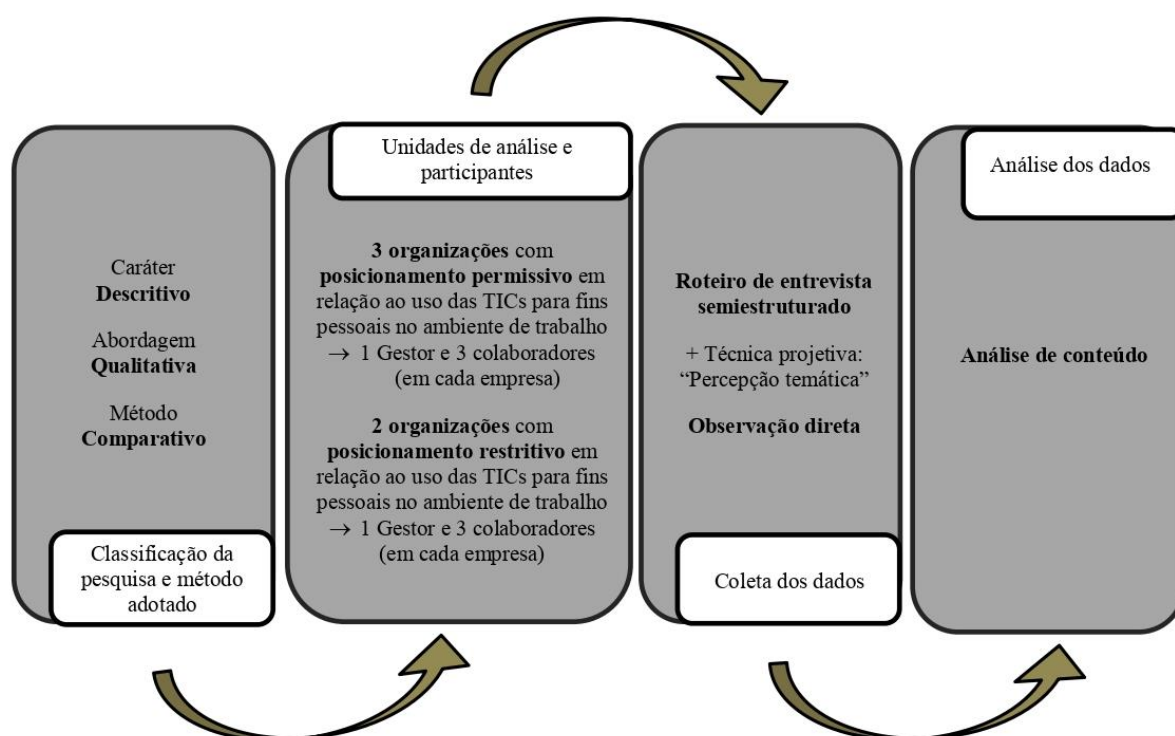 Caráter
Descritivo
Abordagem
Qualitativa
Método
Comparativo
Classificação da
pesquisa e método
adotado
Unidades de análise e
participantes
3 organizações com
posicionamento permissivo em
relação ao uso das TICs para fins
pessoais no ambiente de trabalho
→ 1 Gestor e 3 colaboradores
(em cada empresa)
2 organizações com
posicionamento restritivo em
relação ao uso das TICs para fins
pessoais no ambiente de trabalho
→ 1 Gestor e 3 colaboradores
(em cada empresa)
Roteiro de entrevista
semiestruturado
+ Técnica projetiva:
“Percepção temática”
Observação direta
Coleta dos dados
Análise dos dados
Análise de conteúdo